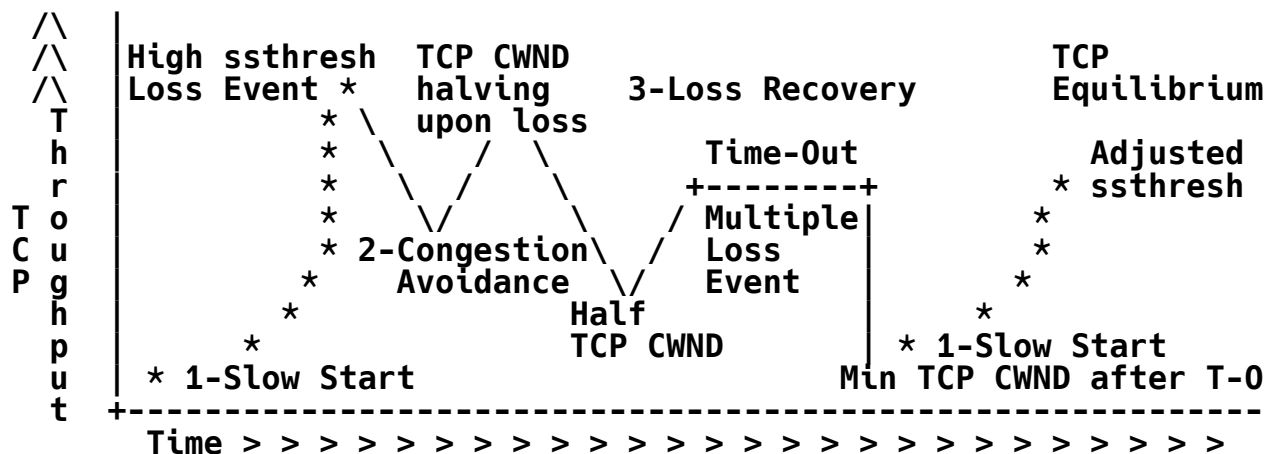 /\  |
/\  |High ssthresh  TCP CWND                         TCP
/\  |Loss Event *   halving    3-Loss Recovery       Equilibrium
  T   |          * \  upon loss
  h   |          *  \    /  \        Time-Out            Adjusted
  r   |          *   \  /    \      +--------+         * ssthresh
T o   |          *    \/      \    / Multiple|        *
C u   |          * 2-Congestion\  /  Loss    |        *
P g   |         *    Avoidance  \/   Event   |       *
  h   |        *              Half           |     *
  p   |      *                TCP CWND       | * 1-Slow Start
  u   | * 1-Slow Start                      Min TCP CWND after T-O
  t   +-----------------------------------------------------------
Time > > > > > > > > > > > > > > > > > > > > > > > > > >